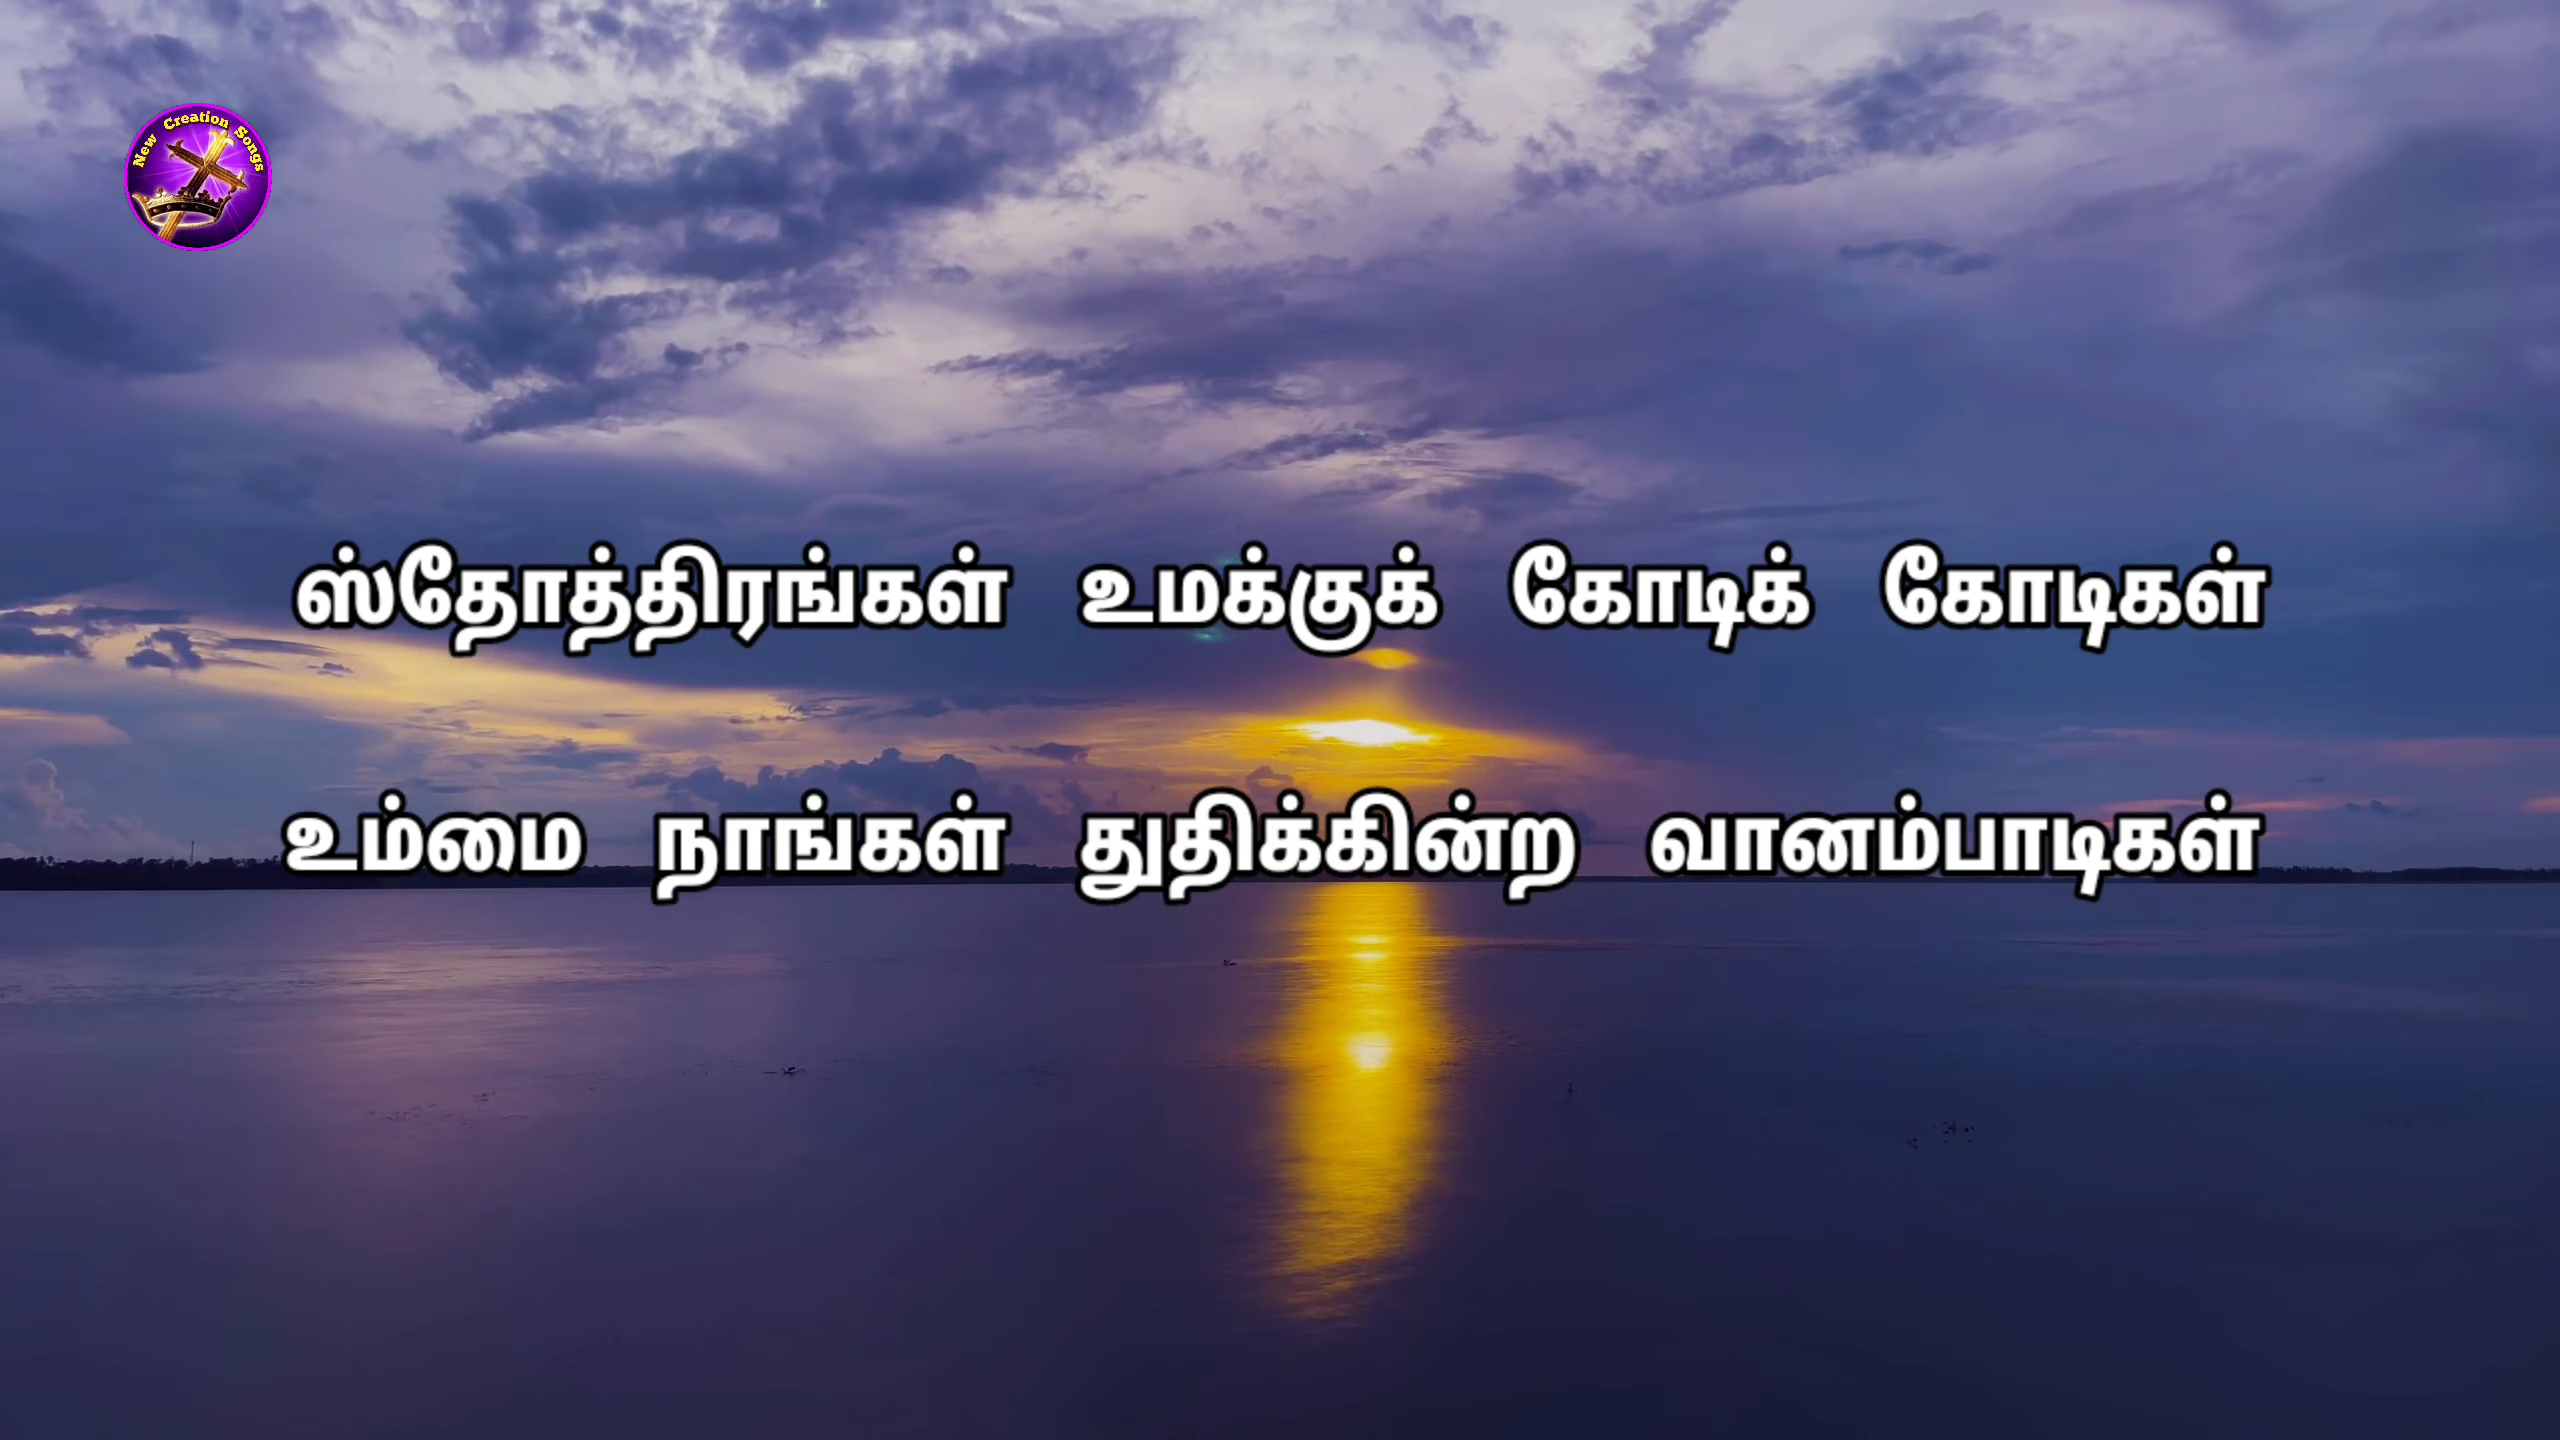 New Creation Songs
ஸ்தோத்திரங்கள் உமக்குக் கோடிக் கோடிகள்
உம்மை நாங்கள் துதிக்கின்ற வானம்பாடிகள்